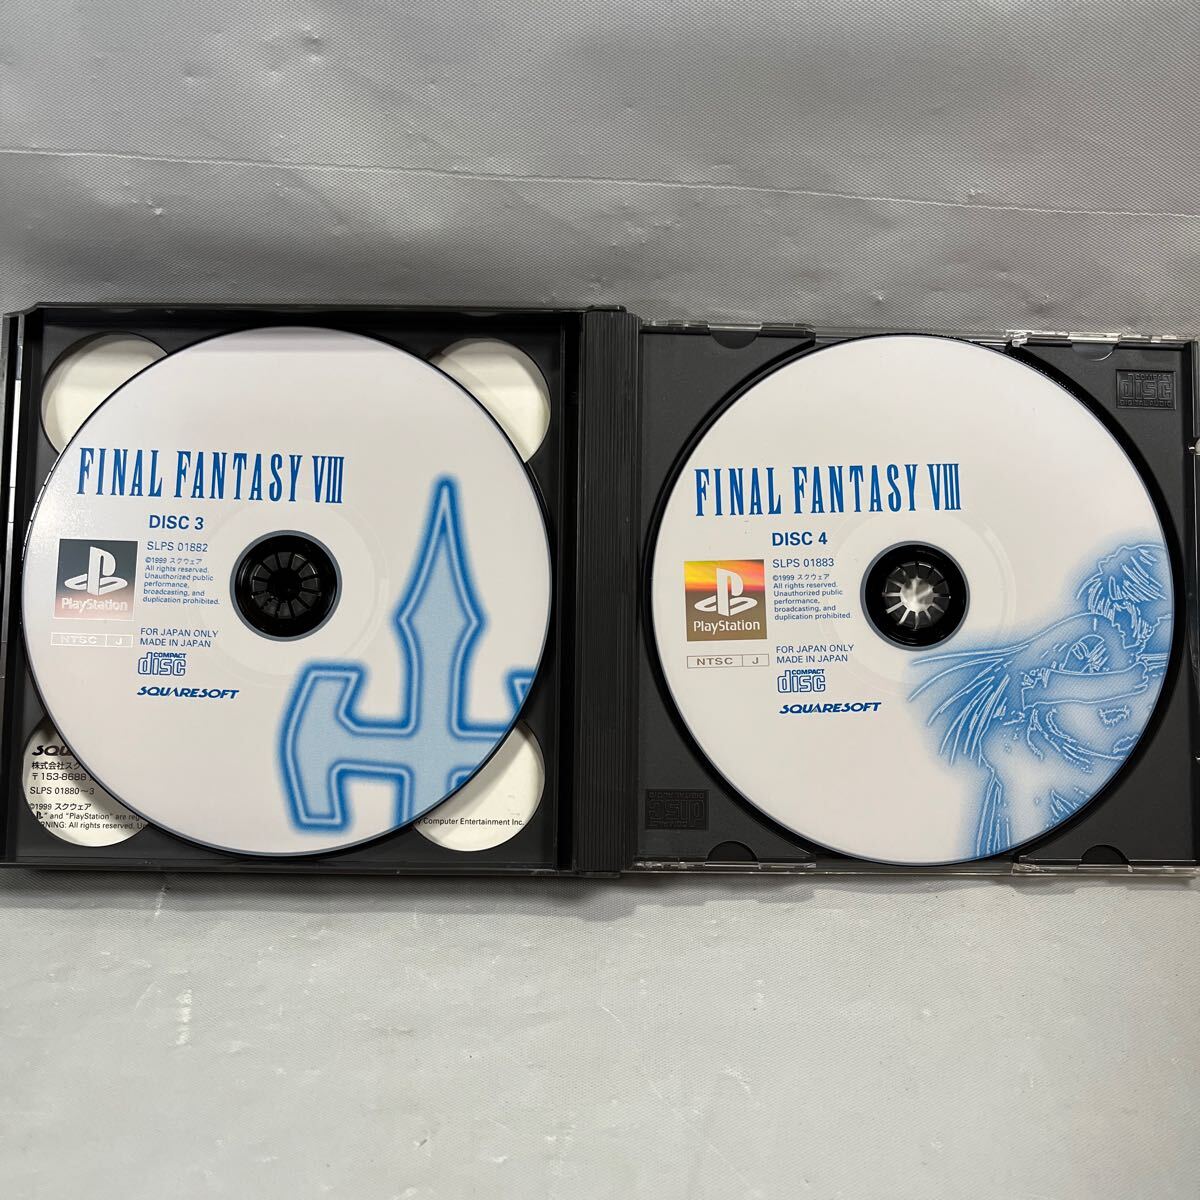 FINAL FANTASY VIII
DISC 3
SLPS 01882
©1999 スクウェア
All rights reserved.
Unauthorized public
performance,
broadcasting, and
duplication prohibited.
PlayStation
NTSC J
FOR JAPAN ONLY
MADE IN JAPAN
COMPACT
disc
SQUARESOFT
株式会社スク
〒153-8688
SLPS 01880~3
©1999 スクウェア
" and "PlayStation" are
All rights reserved.
Computer Entertainment Inc.
FINAL FANTASY VIII
DISC 4
SLPS 01883
©1999 スクウェア
All rights reserved.
Unauthorized public
performance,
broadcasting, and
duplication prohibited.
PlayStation
NTSC J
FOR JAPAN ONLY
MADE IN JAPAN
COMPACT
disc
SQUARESOFT
COMPACT
disc
DIGITAL AUDIO
COMPACT
disc
DIGITAL AUDIO